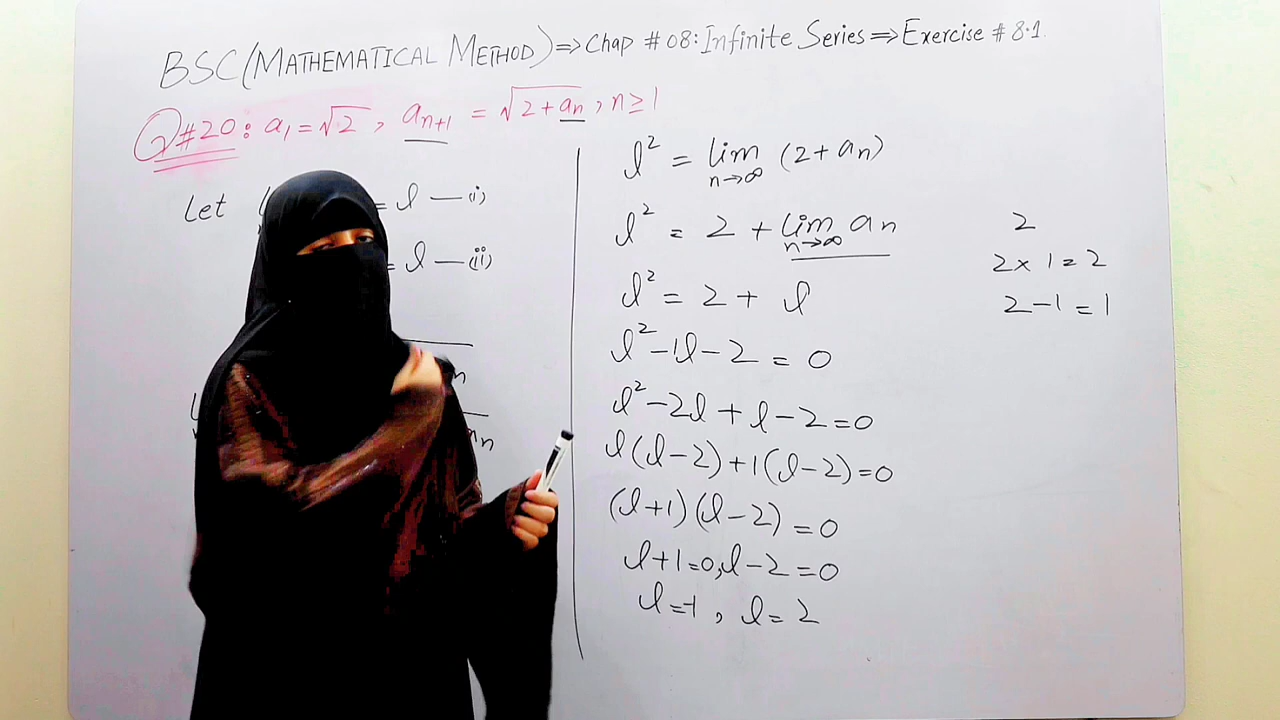 BSC(MATHEMATICAL METHOD)⇒Chap #08:Infinite Series⇒Exercise #8.1
Q#20: a₁=√2, aₙ₊₁ = √(2+aₙ), n≥1
Let = l —(i)
= l —(ii)
n
aₙ
l² = lim n→∞ (2+aₙ)
l² = 2 + lim n→∞ aₙ
l² = 2 + l
l²-1l-2 = 0
l²-2l+l-2=0
l(l-2)+1(l-2)=0
(l+1)(l-2)=0
l+1=0,l-2=0
l=-1, l=2
2
2×1=2
2-1=1